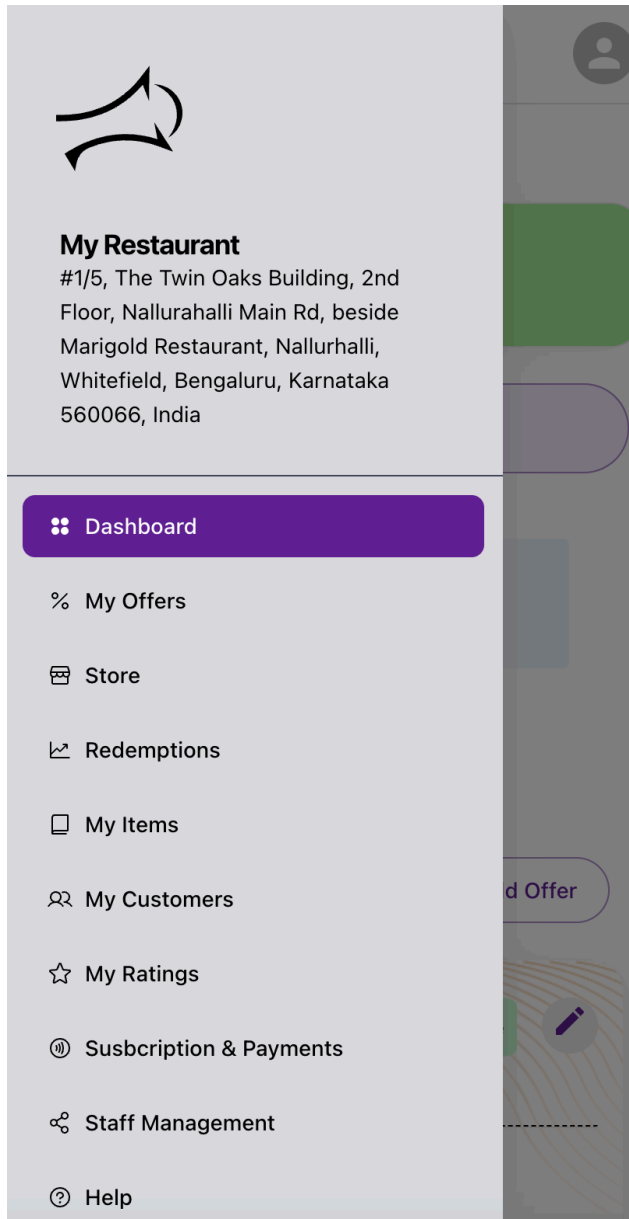 My Restaurant
#1/5, The Twin Oaks Building, 2nd
Floor, Nallurahalli Main Rd, beside
Marigold Restaurant, Nallurhalli,
Whitefield, Bengaluru, Karnataka
560066, India
Dashboard
My Offers
Store
Redemptions
My Items
My Customers
d Offer
My Ratings
Susbcription & Payments
Staff Management
Help